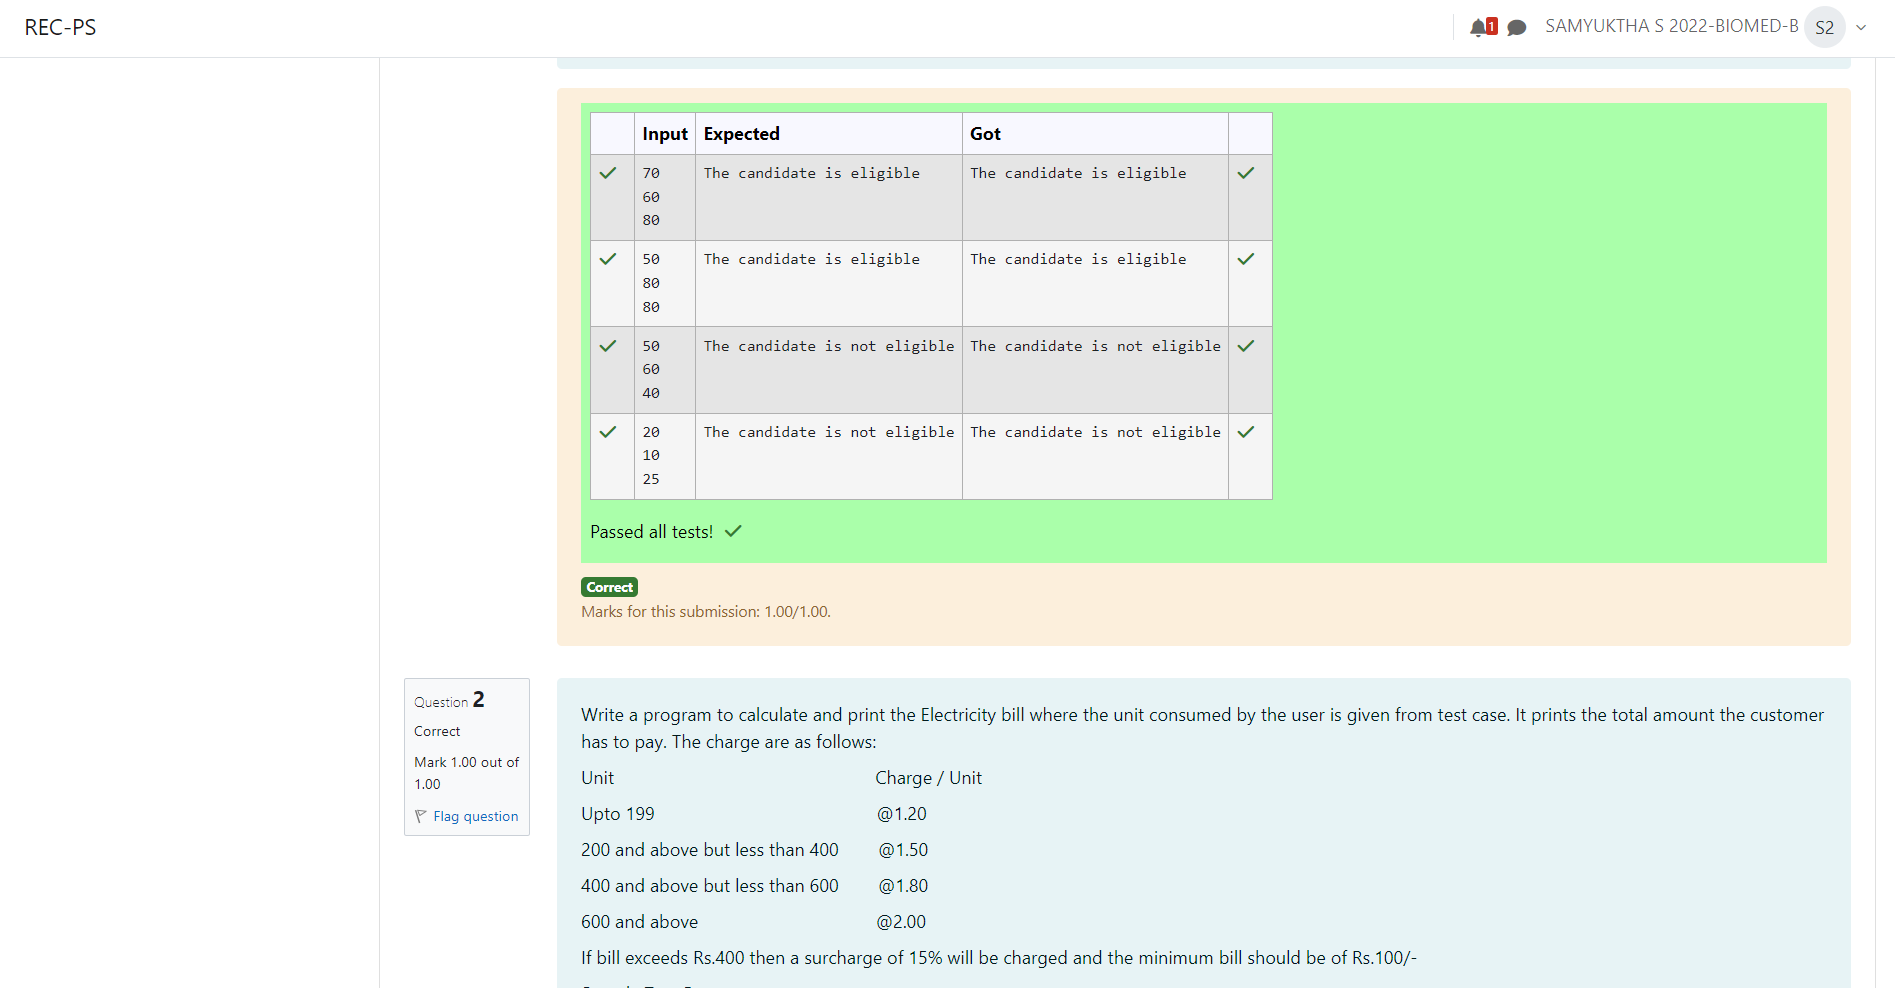 REC-PS
1
SAMYUKTHA S 2022-BIOMED-B
S2
Input Expected Got
70 The candidate is eligible The candidate is eligible
60
80
50 The candidate is eligible The candidate is eligible
80
80
50 The candidate is not eligible The candidate is not eligible
60
40
20 The candidate is not eligible The candidate is not eligible
10
25
Passed all tests!
Correct
Marks for this submission: 1.00/1.00.
Question 2
Correct
Mark 1.00 out of
1.00
Flag question
Write a program to calculate and print the Electricity bill where the unit consumed by the user is given from test case. It prints the total amount the customer
has to pay. The charge are as follows:
Unit Charge / Unit
Upto 199 @1.20
200 and above but less than 400 @1.50
400 and above but less than 600 @1.80
600 and above @2.00
If bill exceeds Rs.400 then a surcharge of 15% will be charged and the minimum bill should be of Rs.100/-